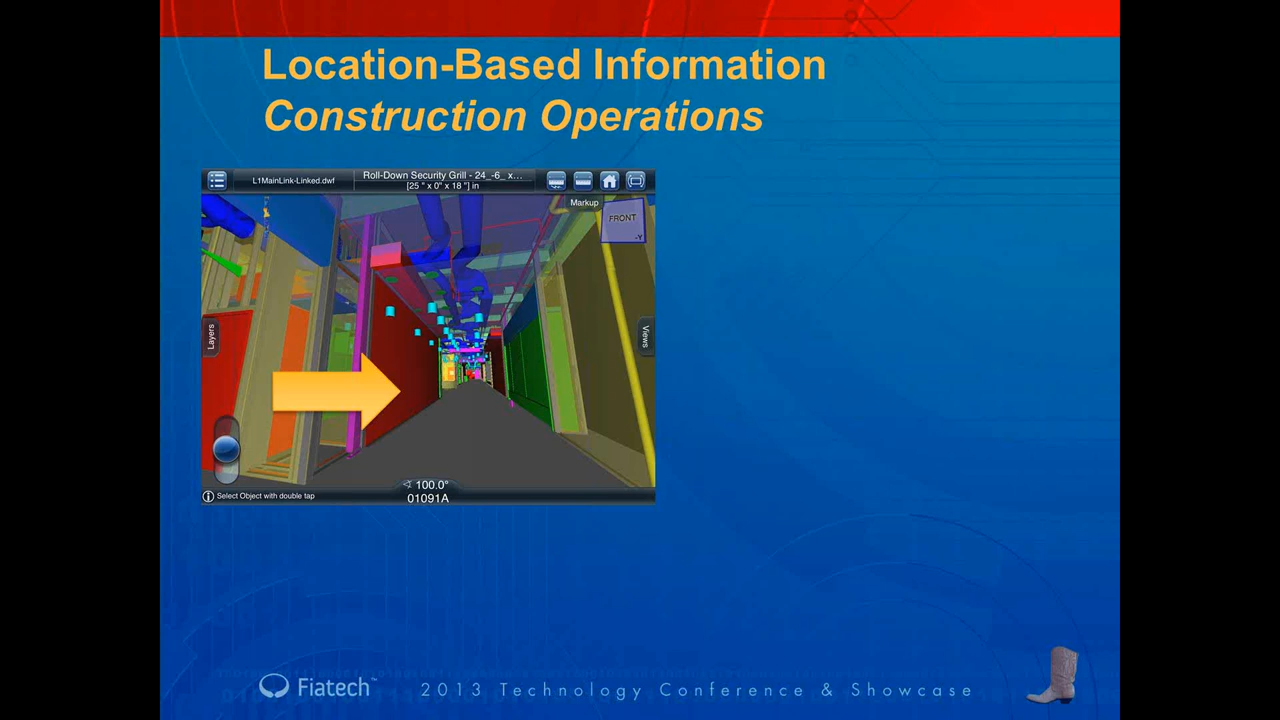 Location-Based Information
Construction Operations
L1MainLink-Linked.dwf
Roll-Down Security Grill - 24_-6_ x...
[25 " x 0" x 18 "] in
Markup
FRONT
-Y
Layers
Views
100.0°
01091A
Select Object with double tap
Fiatech™
2013 Technology Conference & Showcase